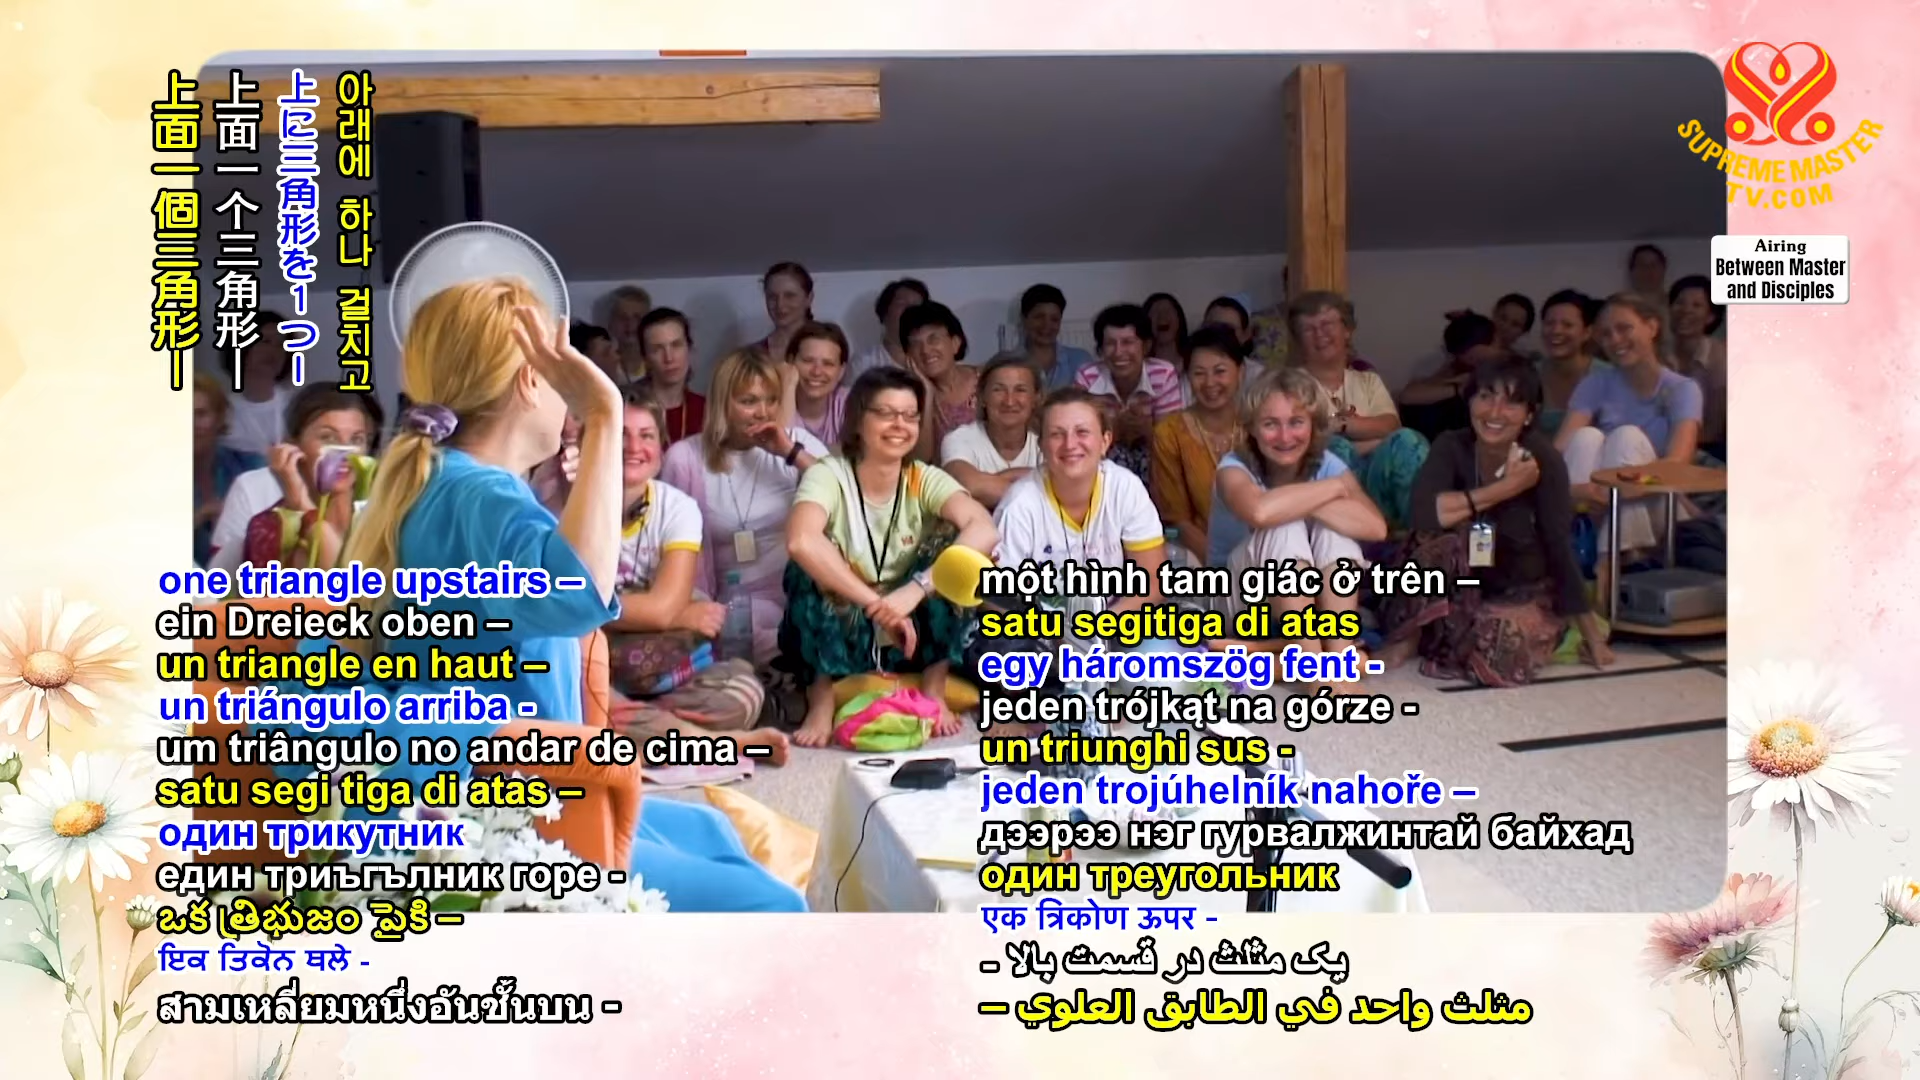 上面一個三角形—
上面一个三角形—
上に三角形を1つ—
아래에 하나 걸치고
SUPREME MASTER
TV.COM
Airing
Between Master
and Disciples
one triangle upstairs –
ein Dreieck oben –
un triangle en haut –
un triángulo arriba -
um triângulo no andar de cima –
satu segi tiga di atas –
один трикутник
един триъгълник горе -
ఒక త్రిభుజం పైకి –
ਇਕ ਤਿਕੋਨ ਥਲੇ -
สามเหลี่ยมหนึ่งอันชั้นบน -
một hình tam giác ở trên –
satu segitiga di atas
egy háromszög fent -
jeden trójkąt na górze -
un triunghi sus -
jeden trojúhelník nahoře –
дээрээ нэг гурвалжинтай байхад
один треугольник
एक त्रिकोण ऊपर -
یک مثلث در قسمت بالا -
مثلث واحد في الطابق العلوي –